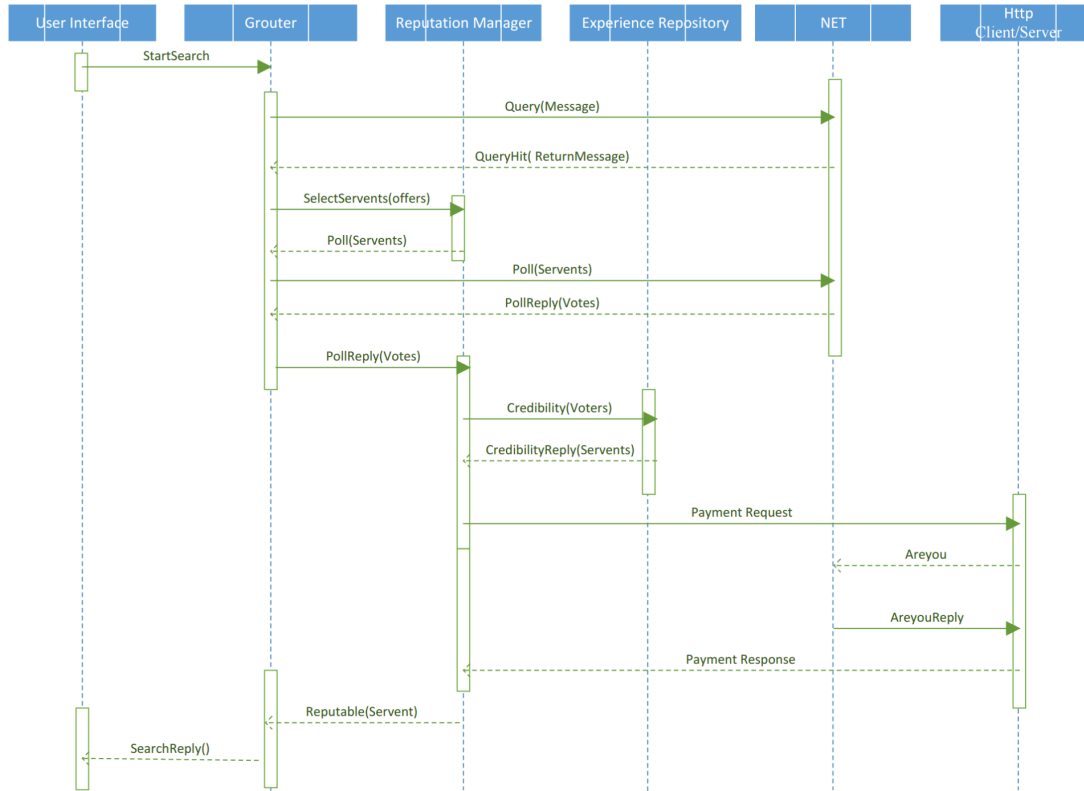 User Interface
Grouter
Reputation Manager
Experience Repository
NET
Http
Client/Server
StartSearch
Query(Message)
QueryHit( ReturnMessage)
SelectServents(offers)
Poll(Servents)
Poll(Servents)
PollReply(Votes)
PollReply(Votes)
Credibility(Voters)
CredibilityReply(Servents)
Payment Request
Areyou
AreyouReply
Payment Response
Reputable(Servent)
SearchReply()